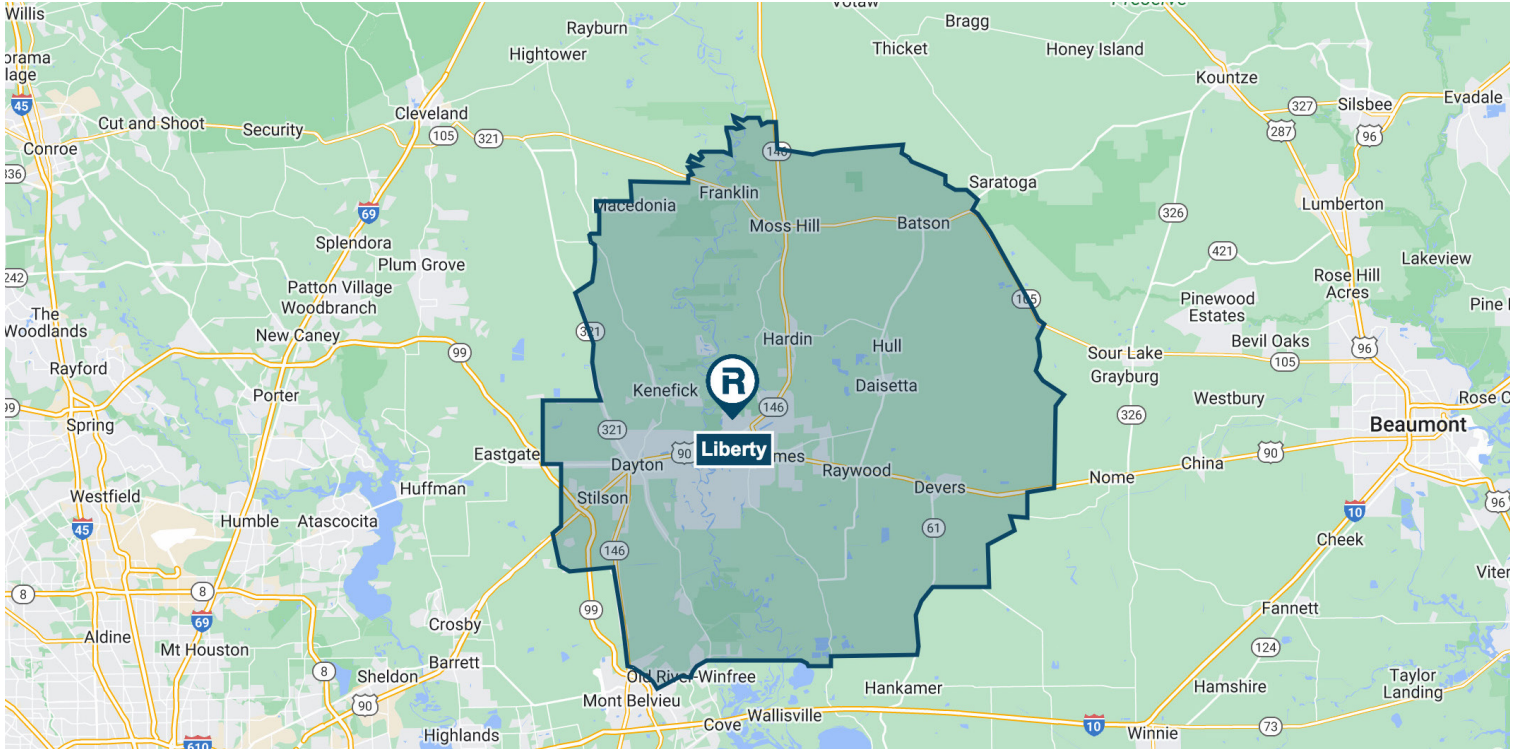 Willis
Rayburn
Votaw
Bragg
Preserve
Hightower
Thicket
Honey Island
Kountze
45
Cut and Shoot
Security
Cleveland
105
321
327
Silsbee
Evadale
287
96
Conroe
336
146
Saratoga
Franklin
Macedonia
69
326
Lumberton
Moss Hill
Batson
Splendora
Plum Grove
421
Lakeview
242
Patton Village
Woodbranch
105
Pinewood
Estates
Rose Hill
Acres
The
Woodlands
New Caney
321
Hardin
Hull
Bevil Oaks
96
99
Sour Lake
105
Rayford
Grayburg
Porter
Kenefick
R
Daisetta
Westbury
99
146
326
Spring
321
Beaumont
Eastgate
Dayton
90
Liberty
Raywood
Nome
China
90
Huffman
Stilson
Devers
Westfield
96
45
Humble
Atascocita
61
10
146
Cheek
8
8
99
Fannett
69
Crosby
Aldine
Mt Houston
124
Barrett
8
Sheldon
Old River-Winfree
Hankamer
Hamshire
Taylor
Landing
90
Mont Belvieu
Cove
Wallisville
10
73
Winnie
Highlands
610